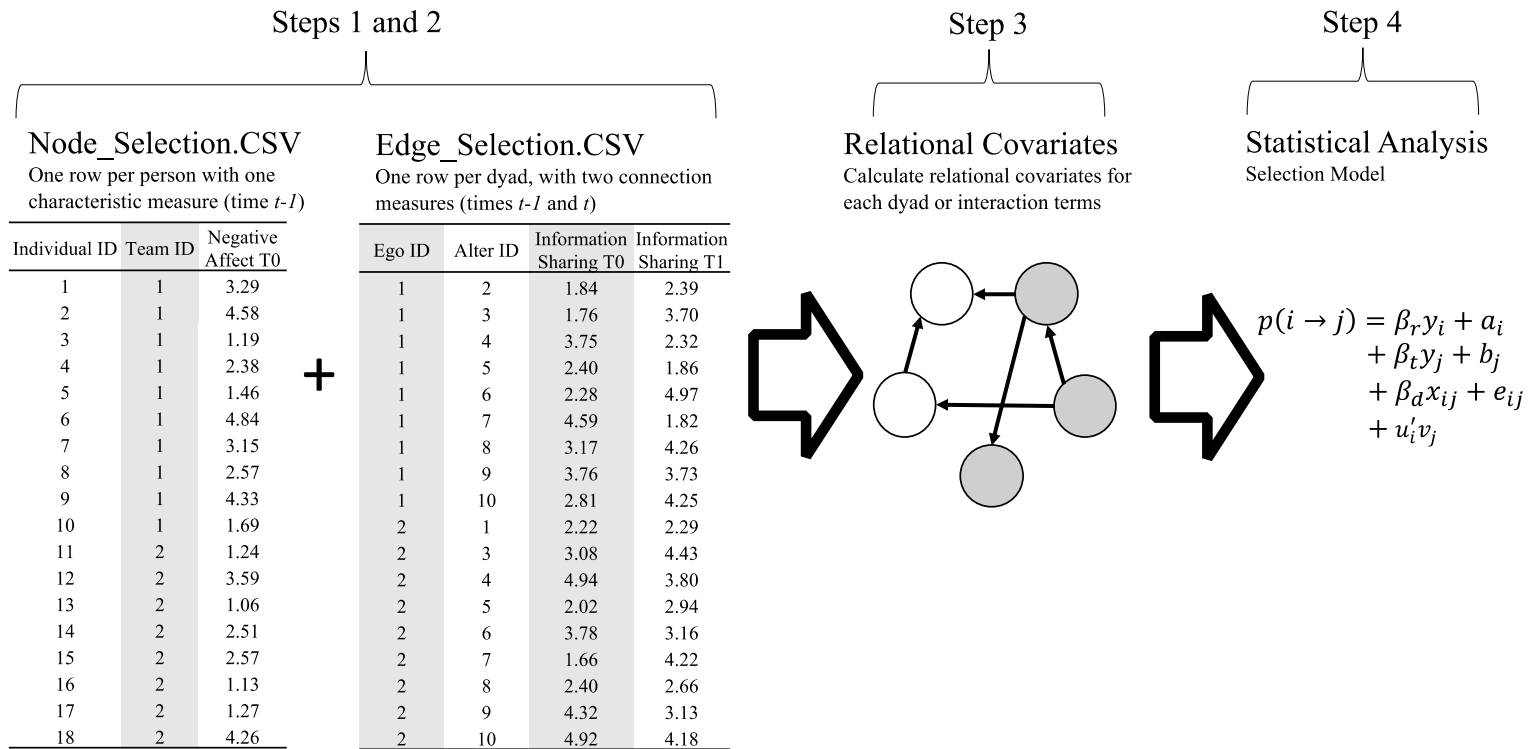 Steps 1 and 2
Step 3
Step 4
Node_Selection.CSV
One row per person with one
characteristic measure (time t-1)
Individual ID Team ID Negative Affect T0
1 1 3.29
2 1 4.58
3 1 1.19
4 1 2.38
5 1 1.46
6 1 4.84
7 1 3.15
8 1 2.57
9 1 4.33
10 1 1.69
11 2 1.24
12 2 3.59
13 2 1.06
14 2 2.51
15 2 2.57
16 2 1.13
17 2 1.27
18 2 4.26
+
Edge_Selection.CSV
One row per dyad, with two connection
measures (times t-1 and t)
Ego ID Alter ID Information Sharing T0 Information Sharing T1
1 2 1.84 2.39
1 3 1.76 3.70
1 4 3.75 2.32
1 5 2.40 1.86
1 6 2.28 4.97
1 7 4.59 1.82
1 8 3.17 4.26
1 9 3.76 3.73
1 10 2.81 4.25
2 1 2.22 2.29
2 3 3.08 4.43
2 4 4.94 3.80
2 5 2.02 2.94
2 6 3.78 3.16
2 7 1.66 4.22
2 8 2.40 2.66
2 9 4.32 3.13
2 10 4.92 4.18
Relational Covariates
Calculate relational covariates for
each dyad or interaction terms
Statistical Analysis
Selection Model
p(i → j) = β_r y_i + a_i
+ β_t y_j + b_j
+ β_d x_ij + e_ij
+ u_i′v_j